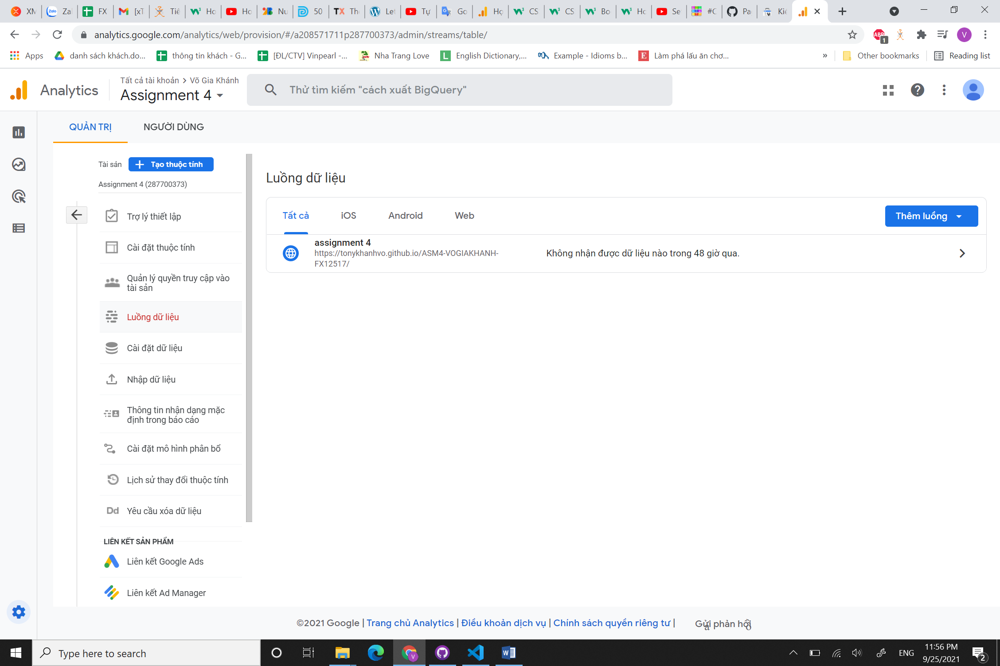 XM Zal FX [xT Tiê Ho Ho Nu 50 Th Let Tự Go Họ CS CS Bo Ho Se #C Pa Kiế
analytics.google.com/analytics/web/provision/#/a208571711p287700373/admin/streams/table/
ABP 1 V
Apps danh sách khách.do... thông tin khách - G... [ĐL/CTV] Vinpearl -... Nha Trang Love English Dictionary,... Example - Idioms b... Làm phá lấu ăn chơ... » Other bookmarks Reading list
Analytics
Tất cả tài khoản > Võ Gia Khánh
Assignment 4
Thử tìm kiếm "cách xuất BigQuery"
QUẢN TRỊ NGƯỜI DÙNG
Tài sản + Tạo thuộc tính
Assignment 4 (287700373)
Trợ lý thiết lập
Cài đặt thuộc tính
Quản lý quyền truy cập vào
tài sản
Luồng dữ liệu
Cài đặt dữ liệu
Nhập dữ liệu
Thông tin nhận dạng mặc
định trong báo cáo
Cài đặt mô hình phân bổ
Lịch sử thay đổi thuộc tính
Dd Yêu cầu xóa dữ liệu
LIÊN KẾT SẢN PHẨM
Liên kết Google Ads
Liên kết Ad Manager
Luồng dữ liệu
Tất cả iOS Android Web Thêm luồng
assignment 4
https://tonykhanhvo.github.io/ASM4-VOGIAKHANH-
FX12517/
Không nhận được dữ liệu nào trong 48 giờ qua.
©2021 Google | Trang chủ Analytics | Điều khoản dịch vụ | Chính sách quyền riêng tư | Gửi phản hồi
Type here to search
ENG
11:56 PM
9/25/2021
2